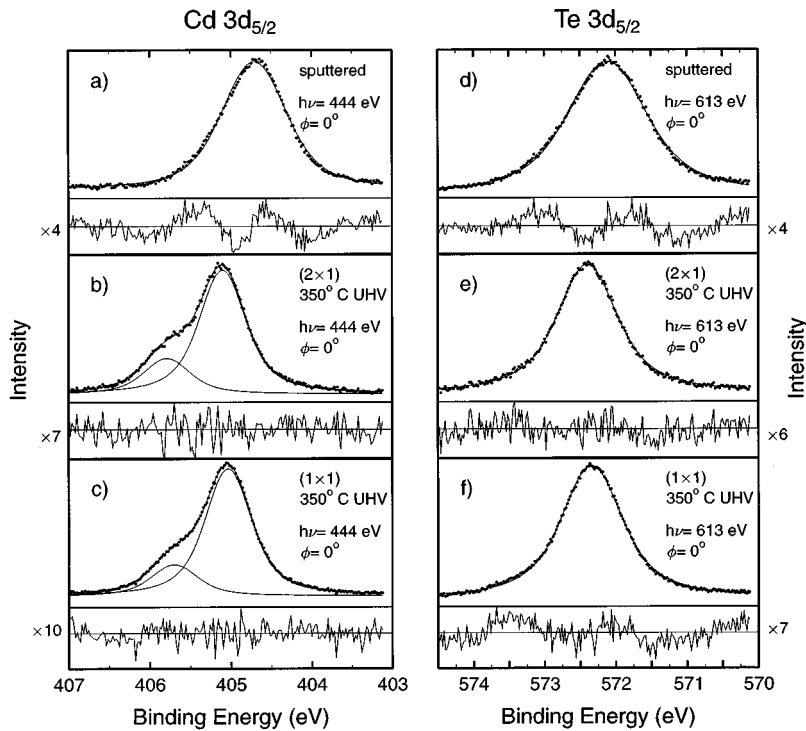 Cd 3d5/2
Te 3d5/2
a)
sputtered
hν= 444 eV
ϕ= 0°
×4
b)
(2×1)
350° C UHV
hν= 444 eV
ϕ= 0°
×7
c)
(1×1)
350° C UHV
hν= 444 eV
ϕ= 0°
×10
d)
sputtered
hν= 613 eV
ϕ= 0°
×4
e)
(2×1)
350° C UHV
hν= 613 eV
ϕ= 0°
×6
f)
(1×1)
350° C UHV
hν= 613 eV
ϕ= 0°
×7
Intensity
Intensity
407 406 405 404 403
574 573 572 571 570
Binding Energy (eV)
Binding Energy (eV)